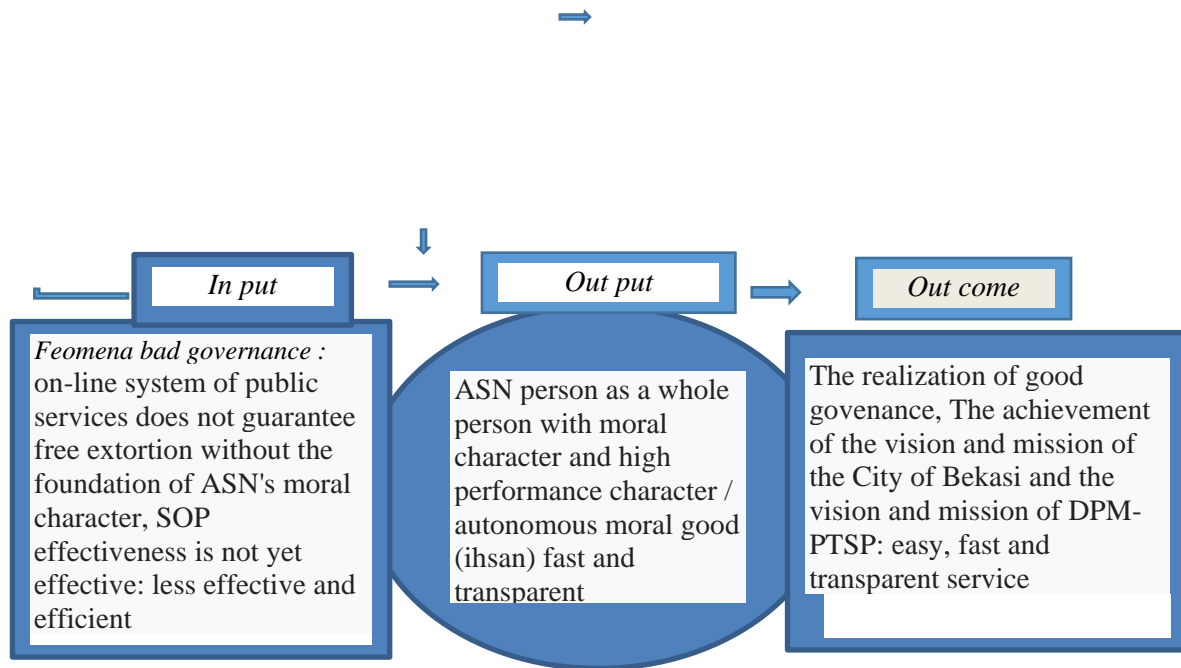 In put
Out put
Out come
Feomena bad governance :
on-line system of public
services does not guarantee
free extortion without the
foundation of ASN's moral
character, SOP
effectiveness is not yet
effective: less effective and
efficient
ASN person as a whole
person with moral
character and high
performance character /
autonomous moral good
(ihsan) fast and
transparent
The realization of good
govenance, The achievement
of the vision and mission of
the City of Bekasi and the
vision and mission of DPM-
PTSP: easy, fast and
transparent service